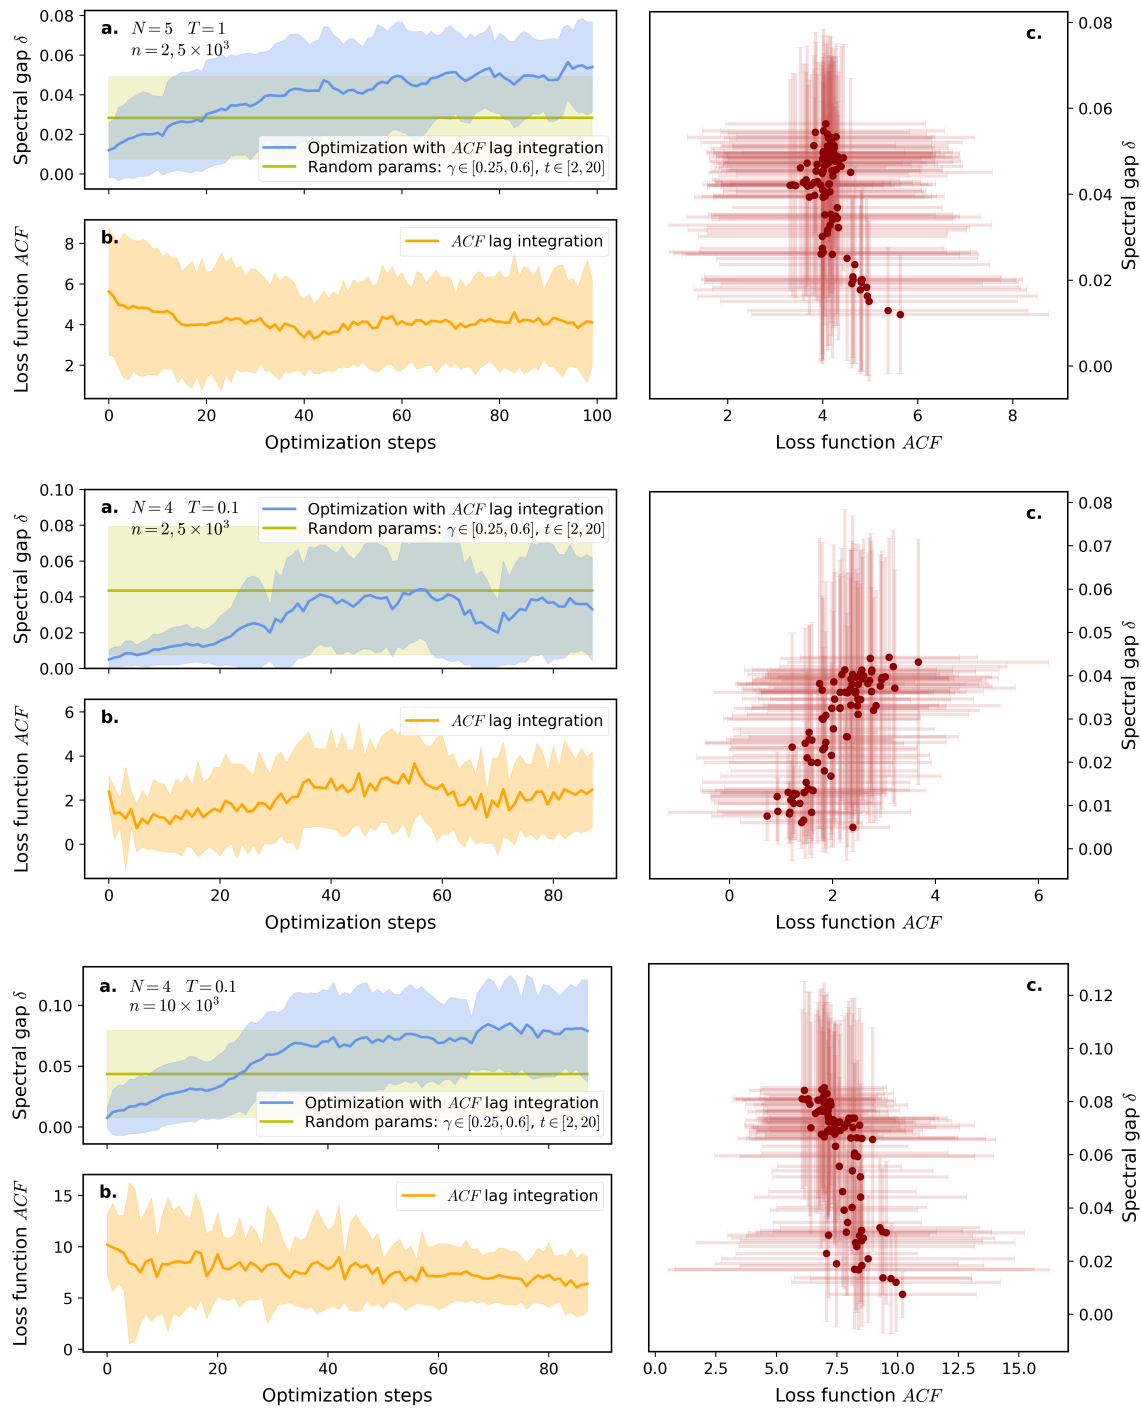 a. N = 5 T = 1
n = 2, 5 × 10³
Spectral gap δ
0.08
0.06
0.04
0.02
0.00
Optimization with ACF lag integration
Random params: γ ∈ [0.25, 0.6], t ∈ [2, 20]
b.
ACF lag integration
Loss function ACF
8
6
4
2
0 20 40 60 80 100
Optimization steps
c.
0.08
0.06
0.04
0.02
0.00
Spectral gap δ
2 4 6 8
Loss function ACF
a. N = 4 T = 0.1
n = 2, 5 × 10³
Spectral gap δ
0.10
0.08
0.06
0.04
0.02
0.00
Optimization with ACF lag integration
Random params: γ ∈ [0.25, 0.6], t ∈ [2, 20]
b.
ACF lag integration
Loss function ACF
6
4
2
0
0 20 40 60 80
Optimization steps
c.
0.08
0.07
0.06
0.05
0.04
0.03
0.02
0.01
0.00
Spectral gap δ
0 2 4 6
Loss function ACF
a. N = 4 T = 0.1
n = 10 × 10³
Spectral gap δ
0.10
0.05
0.00
Optimization with ACF lag integration
Random params: γ ∈ [0.25, 0.6], t ∈ [2, 20]
b.
ACF lag integration
Loss function ACF
15
10
5
0
0 20 40 60 80
Optimization steps
c.
0.12
0.10
0.08
0.06
0.04
0.02
0.00
Spectral gap δ
0.0 2.5 5.0 7.5 10.0 12.5 15.0
Loss function ACF